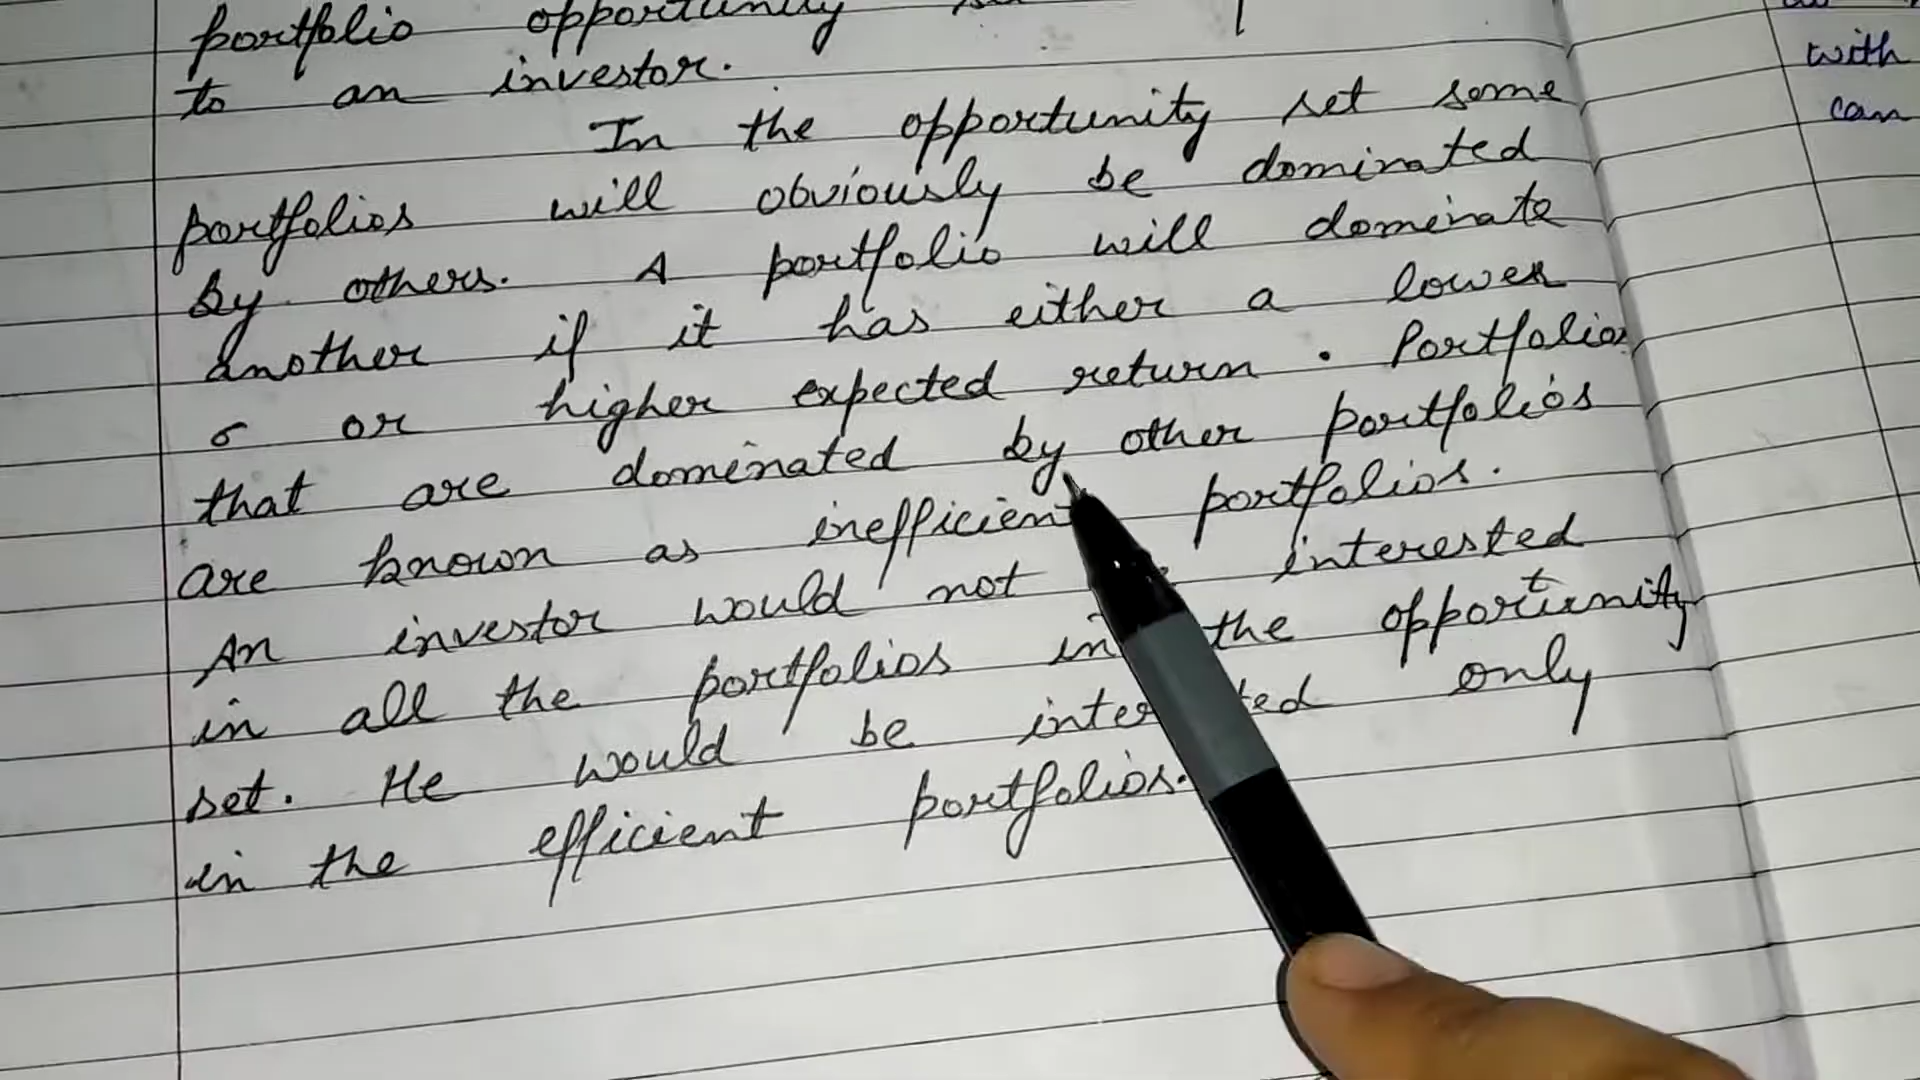 portfolio opportunity
to an investor.
In the opportunity set some
portfolios will obviously be dominated
by others. A portfolio will dominate
another if it has either a lower
σ or higher expected return. Portfolios
that are dominated by other portfolios
are known as inefficient portfolios.
An investor would not interested
in all the portfolios in the opportunity
set. He would be interested only
in the efficient portfolios.
with
can